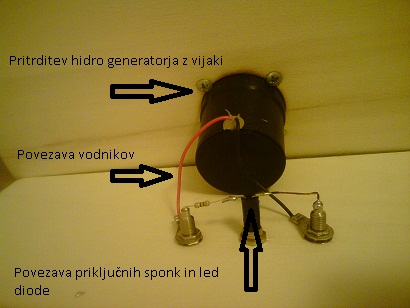 Pritrditev hidro generatorja z vijaki
Povezava vodnikov
Povezava priključnih sponk in led
diode